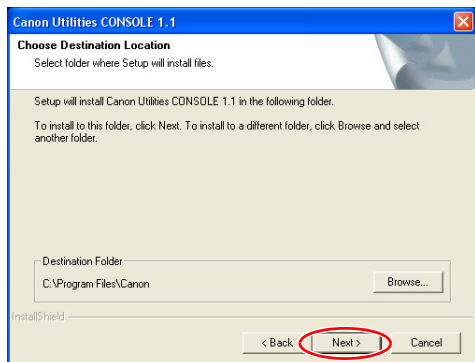 Canon Utilities CONSOLE 1.1
Choose Destination Location
Select folder where Setup will install files.
Setup will install Canon Utilities CONSOLE 1.1 in the following folder.
To install to this folder, click Next. To install to a different folder, click Browse and select
another folder.
Destination Folder
C:\Program Files\Canon
Browse...
InstallShield
< Back
Next >
Cancel